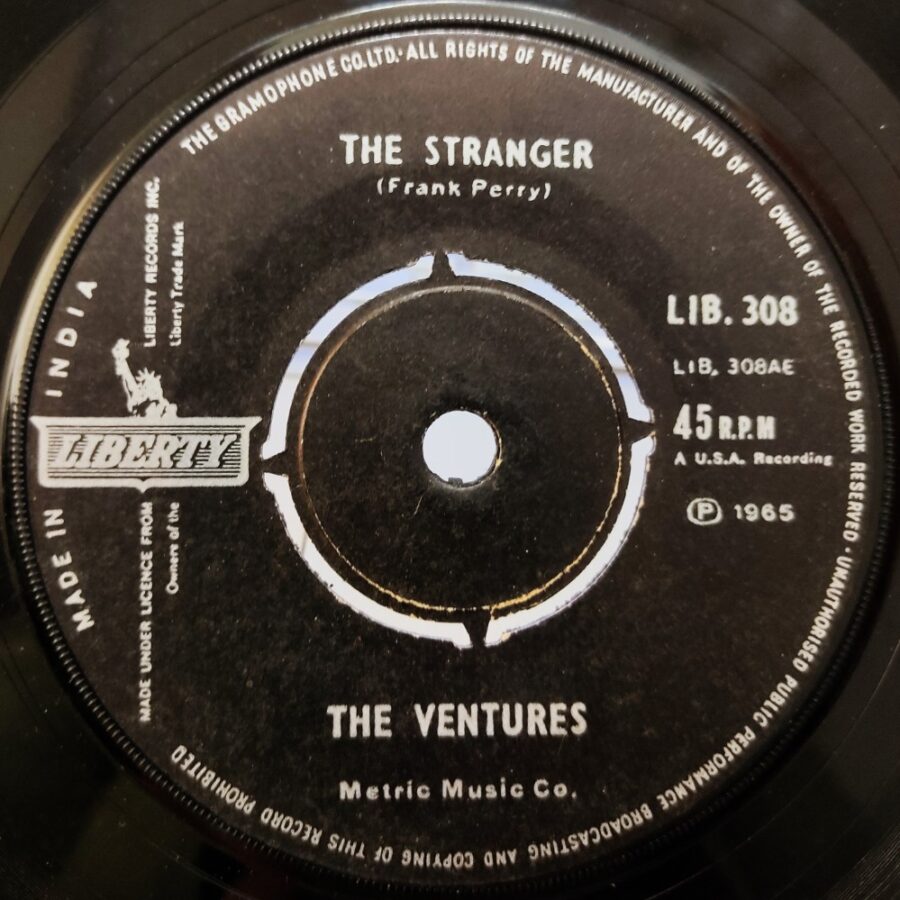 THE GRAMOPHONE CO. LTD. · ALL RIGHTS OF THE MANUFACTURER AND OF THE OWNER OF THE RECORDED WORK RESERVED · UNAUTHORISED PUBLIC PERFORMANCE BROADCASTING AND COPYING OF THIS RECORD PROHIBITED
MADE IN INDIA
THE STRANGER
(Frank Perry)
MADE UNDER LICENCE FROM LIBERTY RECORDS INC.
Owners of the Liberty Trade Mark
LIBERTY
LIB. 308
LIB, 308AE
45 R.P.M
A U.S.A. Recording
Ⓟ 1965
THE VENTURES
Metric Music Co.